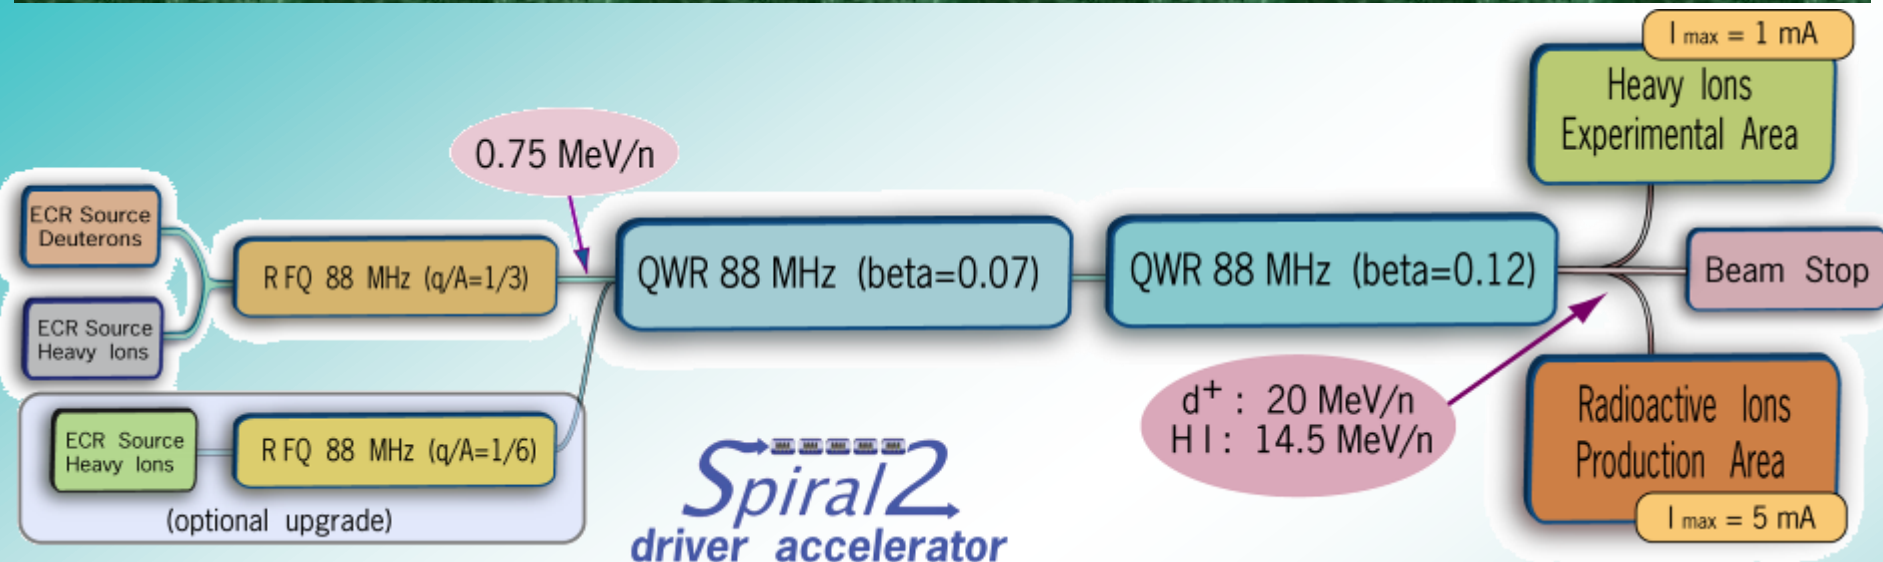 I max = 1 mA
Heavy Ions
Experimental Area
0.75 MeV/n
ECR Source
Deuterons
RFQ 88 MHz (q/A=1/3)
QWR 88 MHz (beta=0.07)
QWR 88 MHz (beta=0.12)
Beam Stop
ECR Source
Heavy Ions
d+ : 20 MeV/n
HI : 14.5 MeV/n
Radioactive Ions
Production Area
I max = 5 mA
ECR Source
Heavy Ions
RFQ 88 MHz (q/A=1/6)
(optional upgrade)
Spiral2
driver accelerator